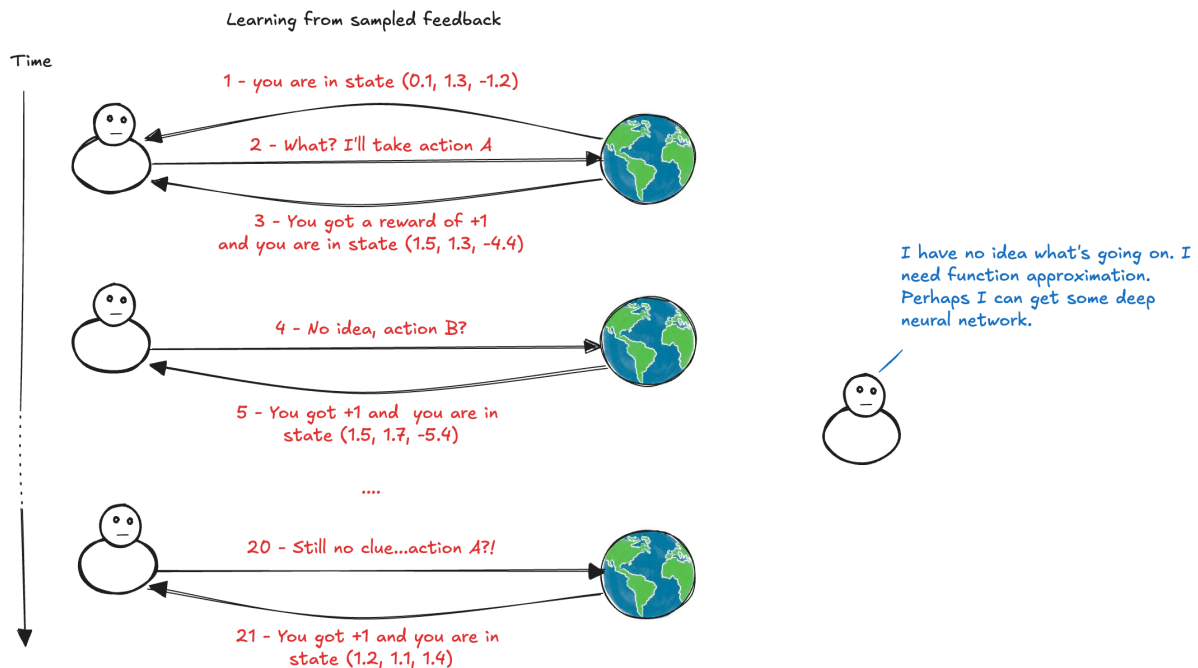 Learning from sampled feedback
Time
1 - you are in state (0.1, 1.3, -1.2)
2 - What? I'll take action A
3 - You got a reward of +1
and you are in state (1.5, 1.3, -4.4)
I have no idea what's going on. I
need function approximation.
Perhaps I can get some deep
neural network.
4 - No idea, action B?
5 - You got +1 and you are in
state (1.5, 1.7, -5.4)
....
20 - Still no clue...action A?!
21 - You got +1 and you are in
state (1.2, 1.1, 1.4)